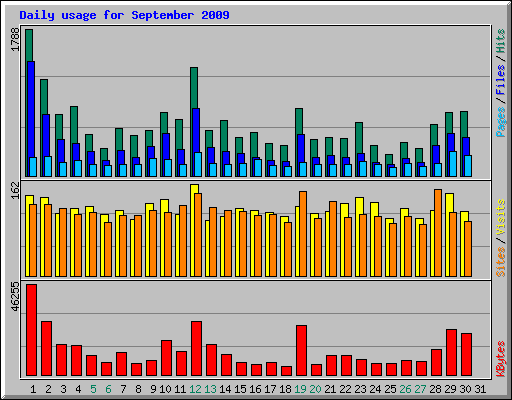 Daily usage for September 2009
1788
Pages / Files / Hits
162
Sites / Visits
46255
KBytes
1 2 3 4 5 6 7 8 9 10 11 12 13 14 15 16 17 18 19 20 21 22 23 24 25 26 27 28 29 30 31